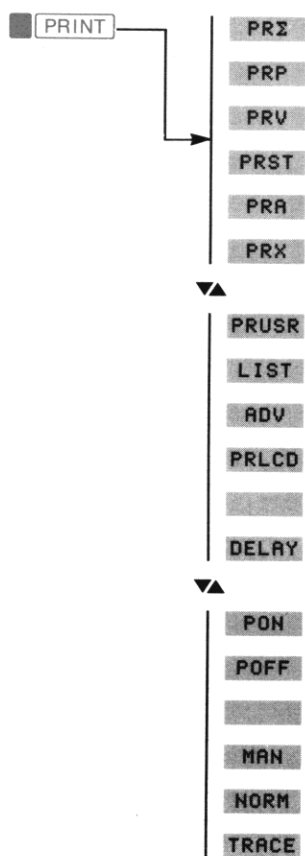 PRINT
PRΣ
PRP
PRV
PRST
PRA
PRX
PRUSR
LIST
ADV
PRLCD
DELAY
PON
POFF
MAN
NORM
TRACE